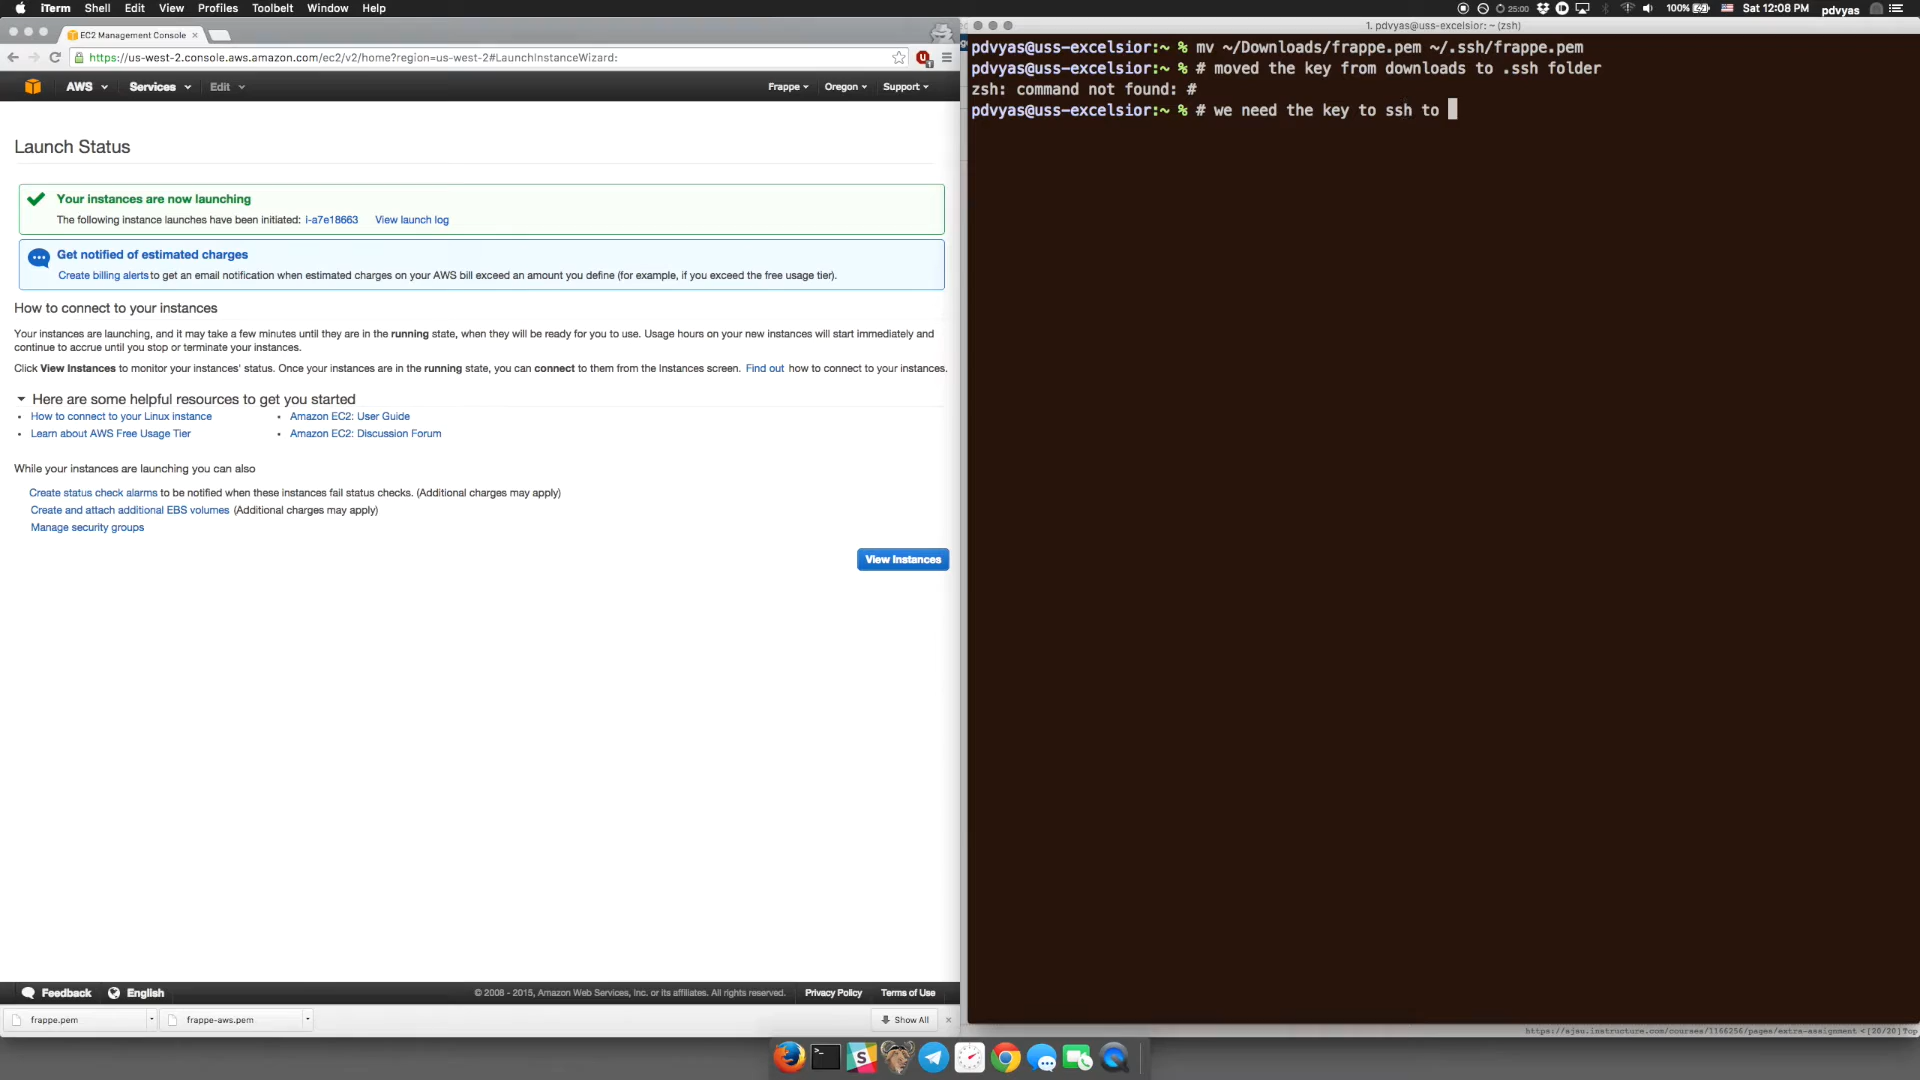 iTerm Shell Edit View Profiles Toolbelt Window Help
25:00 100% Sat 12:08 PM pdvyas
EC2 Management Console
https://us-west-2.console.aws.amazon.com/ec2/v2/home?region=us-west-2#LaunchInstanceWizard:
AWS Services Edit Frappe Oregon Support
Launch Status
Your instances are now launching
The following instance launches have been initiated: i-a7e18663 View launch log
Get notified of estimated charges
Create billing alerts to get an email notification when estimated charges on your AWS bill exceed an amount you define (for example, if you exceed the free usage tier).
How to connect to your instances
Your instances are launching, and it may take a few minutes until they are in the running state, when they will be ready for you to use. Usage hours on your new instances will start immediately and
continue to accrue until you stop or terminate your instances.
Click View Instances to monitor your instances' status. Once your instances are in the running state, you can connect to them from the Instances screen. Find out how to connect to your instances.
Here are some helpful resources to get you started
• How to connect to your Linux instance • Amazon EC2: User Guide
• Learn about AWS Free Usage Tier • Amazon EC2: Discussion Forum
While your instances are launching you can also
Create status check alarms to be notified when these instances fail status checks. (Additional charges may apply)
Create and attach additional EBS volumes (Additional charges may apply)
Manage security groups
View Instances
Feedback English © 2008 - 2015, Amazon Web Services, Inc. or its affiliates. All rights reserved. Privacy Policy Terms of Use
frappe.pem frappe-aws.pem Show All
1. pdvyas@uss-excelsior: ~ (zsh)
pdvyas@uss-excelsior:~ % mv ~/Downloads/frappe.pem ~/.ssh/frappe.pem
pdvyas@uss-excelsior:~ % # moved the key from downloads to .ssh folder
zsh: command not found: #
pdvyas@uss-excelsior:~ % # we need the key to ssh to